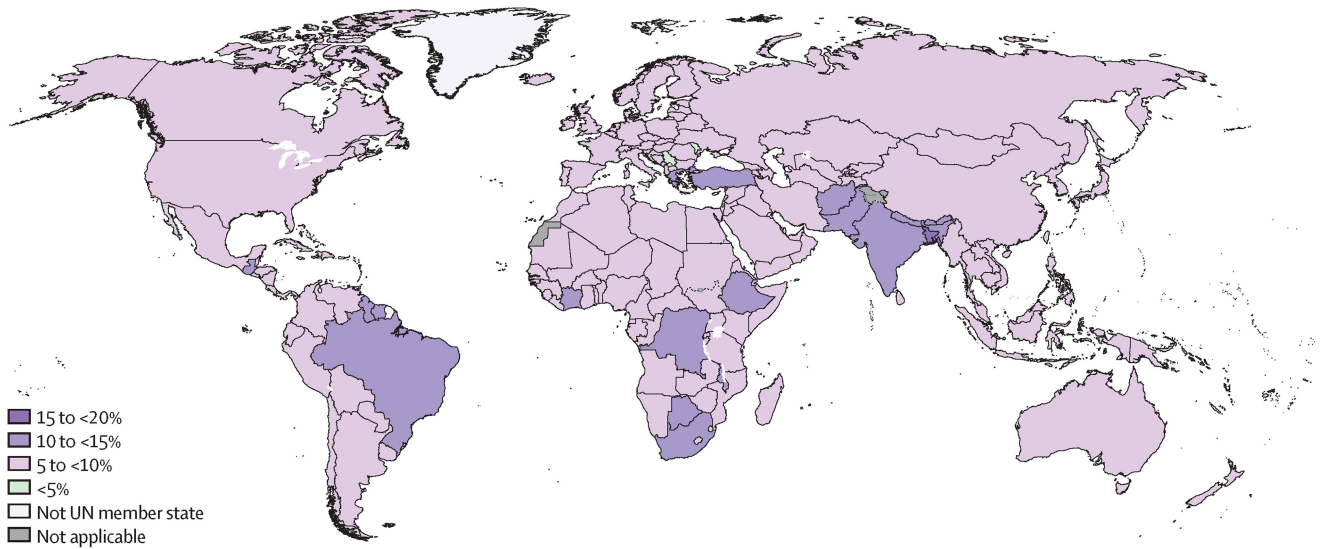 15 to <20%
10 to <15%
5 to <10%
<5%
Not UN member state
Not applicable